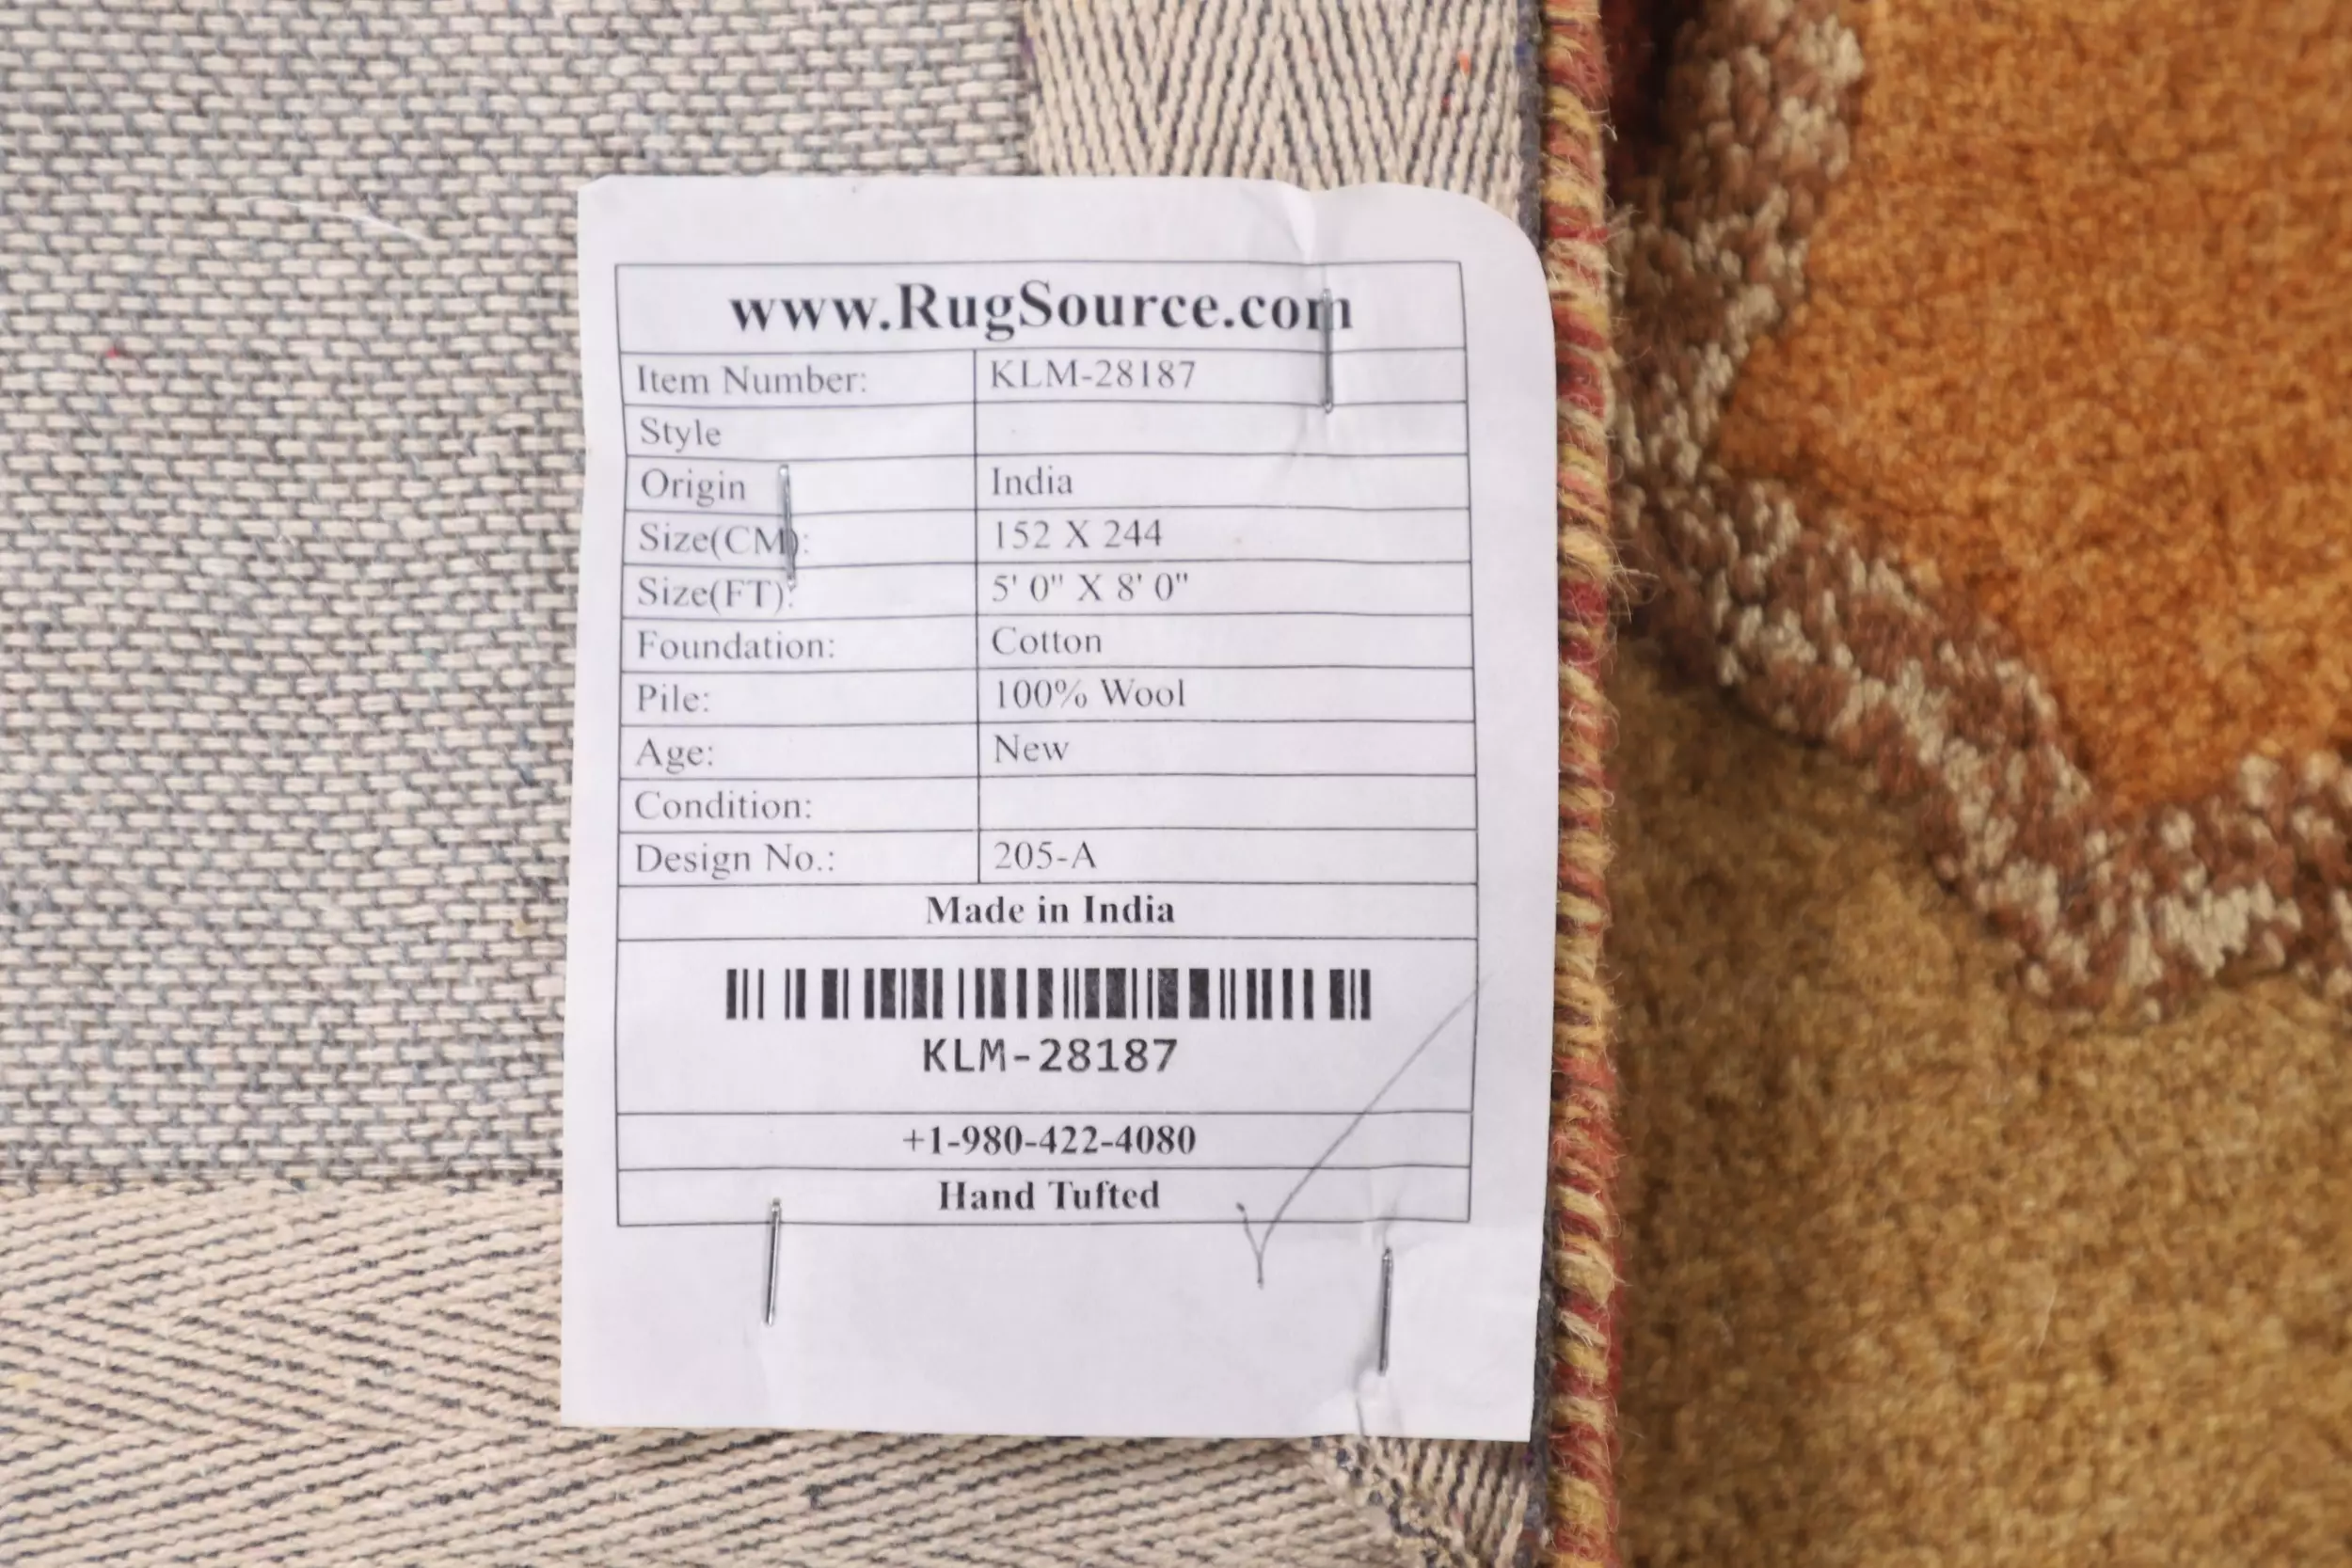 www.RugSource.com
Item Number: KLM-28187
Style
Origin India
Size(CM): 152 X 244
Size(FT): 5' 0" X 8' 0"
Foundation: Cotton
Pile: 100% Wool
Age: New
Condition:
Design No.: 205-A
Made in India
KLM-28187
+1-980-422-4080
Hand Tufted